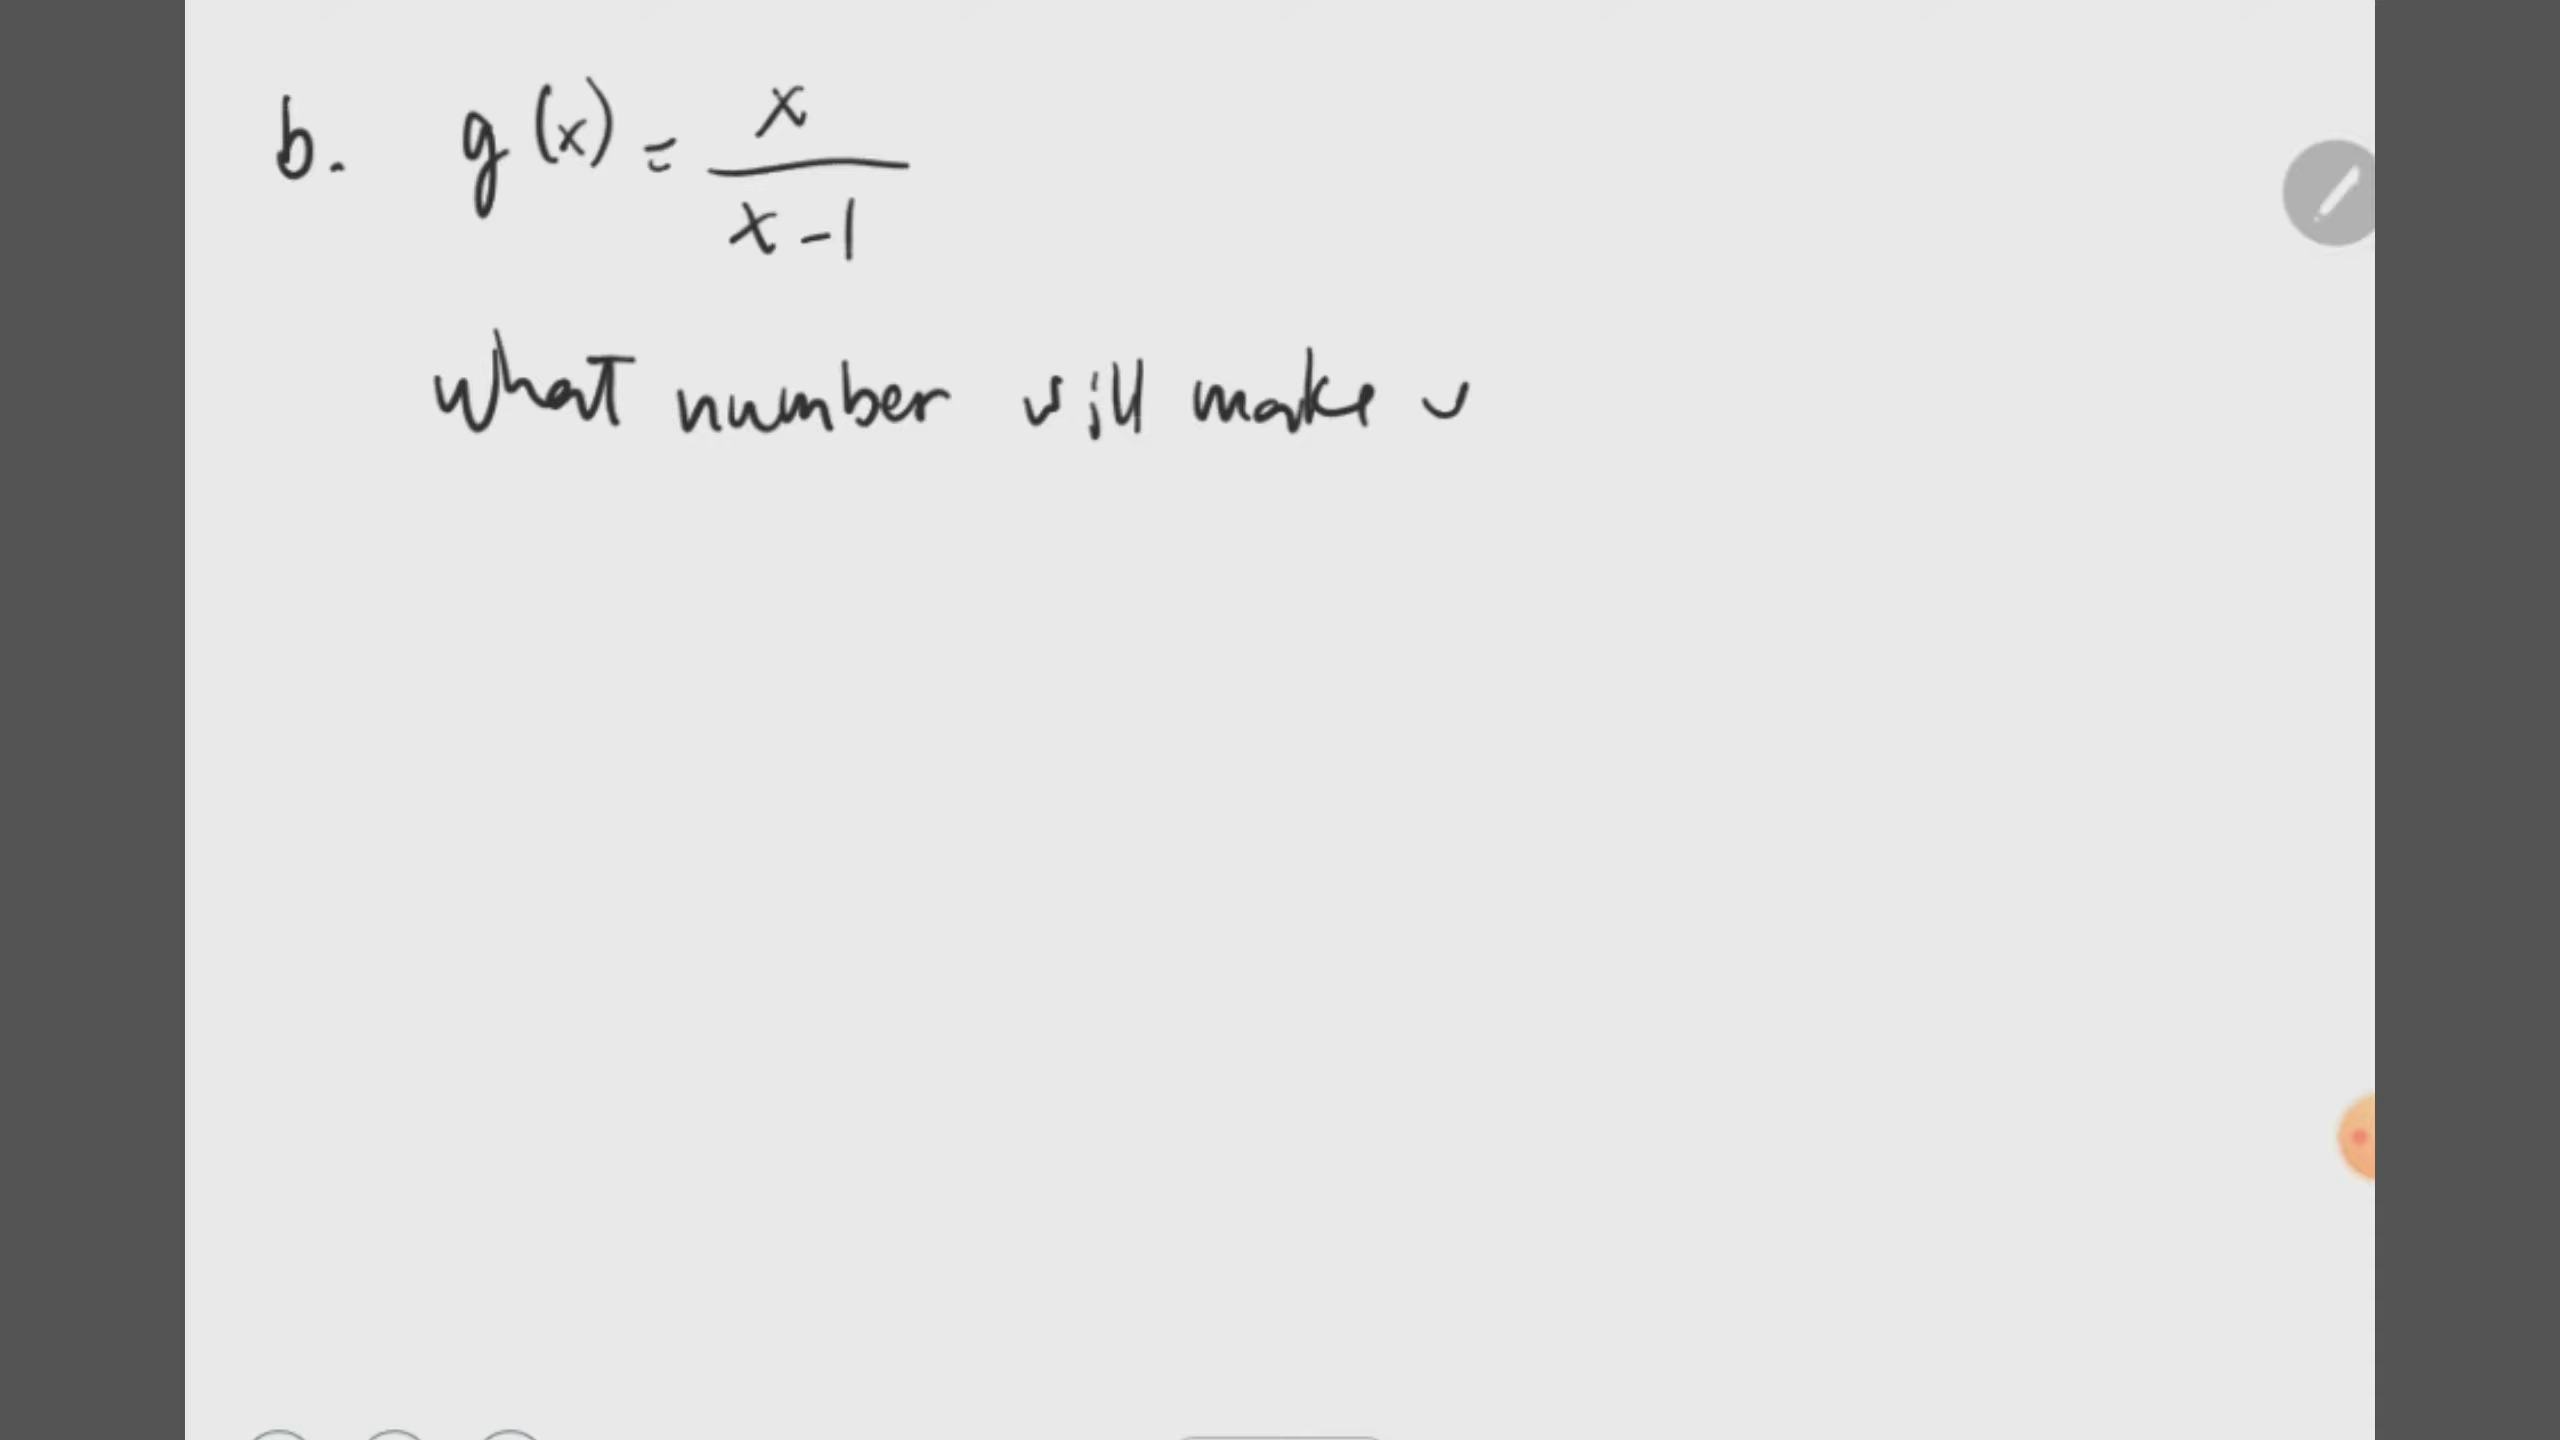 b. g(x) = x / x - 1
what number will make